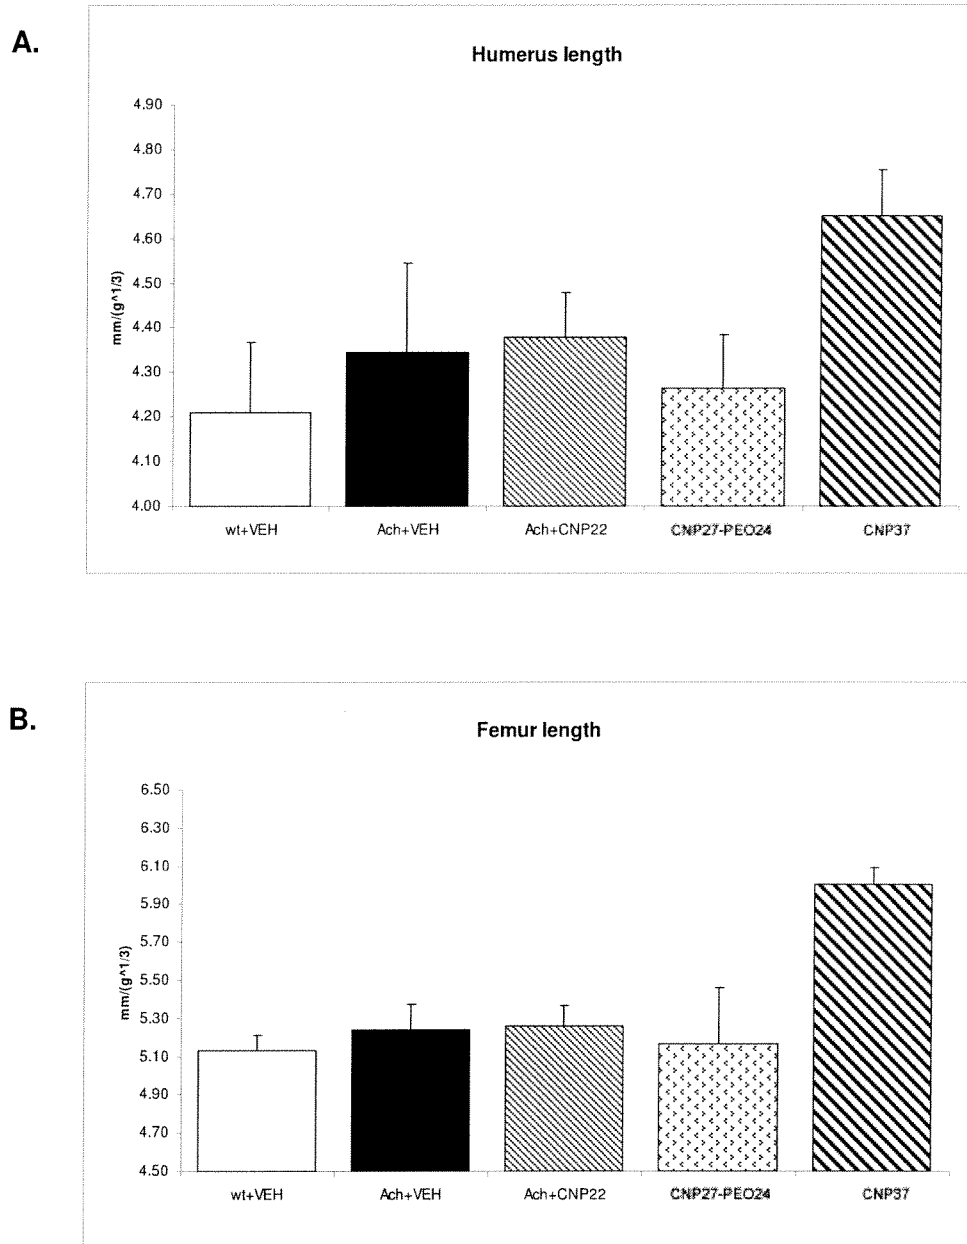 A.
Humerus length
4.90
4.80
4.70
4.60
4.50
4.40
4.30
4.20
4.10
4.00
mm/(g^1/3)
wt+VEH Ach+VEH Ach+CNP22 CNP27-PEO24 CNP37
B.
Femur length
6.50
6.30
6.10
5.90
5.70
5.50
5.30
5.10
4.90
4.70
4.50
mm/(g^1/3)
wt+VEH Ach+VEH Ach+CNP22 CNP27-PEO24 CNP37